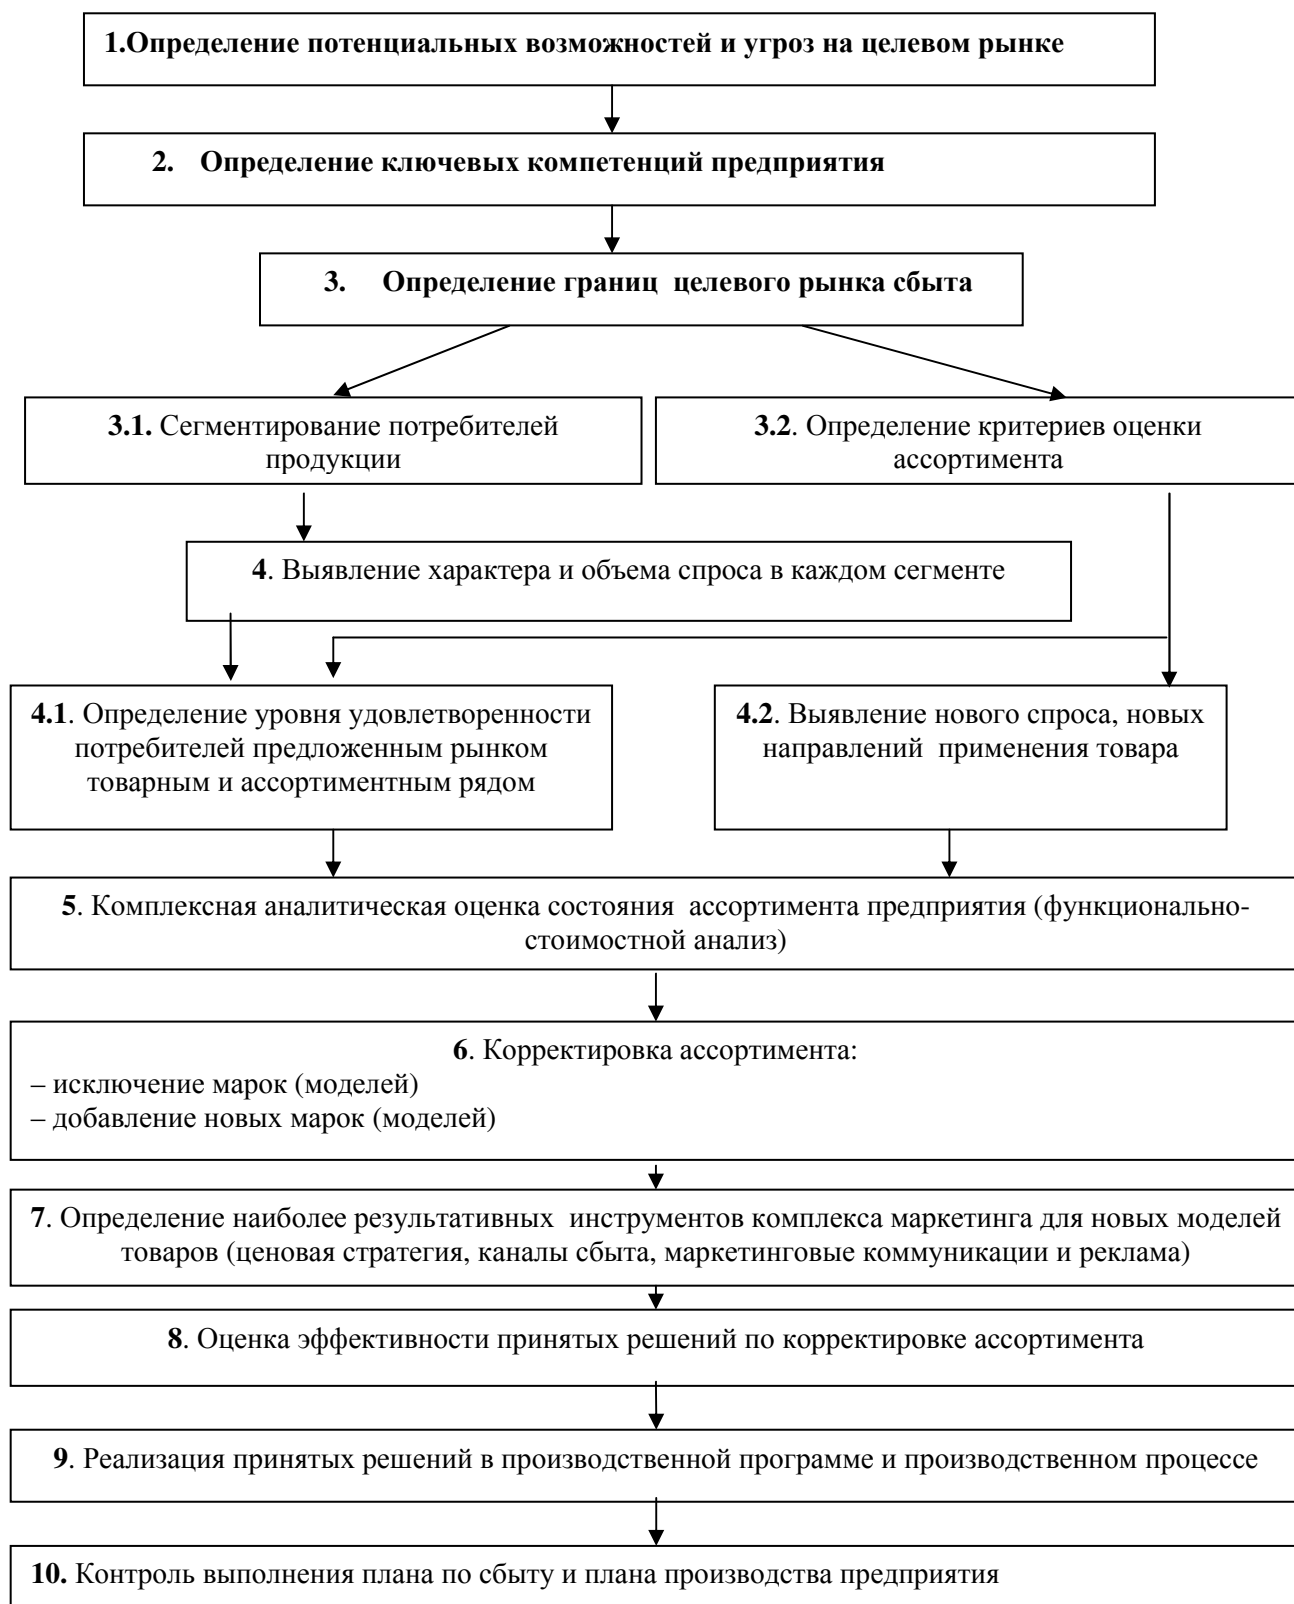 1.Определение потенциальных возможностей и угроз на целевом рынке
2. Определение ключевых компетенций предприятия
3. Определение границ целевого рынка сбыта
3.1. Сегментирование потребителей
продукции
3.2. Определение критериев оценки
ассортимента
4. Выявление характера и объема спроса в каждом сегменте
4.1. Определение уровня удовлетворенности
потребителей предложенным рынком
товарным и ассортиментным рядом
4.2. Выявление нового спроса, новых
направлений применения товара
5. Комплексная аналитическая оценка состояния ассортимента предприятия (функционально-
стоимостной анализ)
6. Корректировка ассортимента:
– исключение марок (моделей)
– добавление новых марок (моделей)
7. Определение наиболее результативных инструментов комплекса маркетинга для новых моделей
товаров (ценовая стратегия, каналы сбыта, маркетинговые коммуникации и реклама)
8. Оценка эффективности принятых решений по корректировке ассортимента
9. Реализация принятых решений в производственной программе и производственном процессе
10. Контроль выполнения плана по сбыту и плана производства предприятия